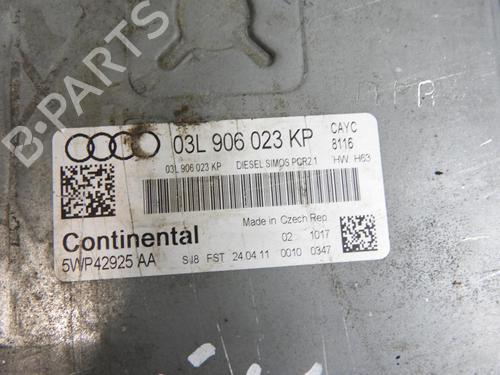 B-PARTS
DPR
03L 906 023 KP
CAYC
8116
03L 906 023 KP DIESEL SIMOS PCR2.1 HW H63
Made in Czech Rep
Continental
02 1017
5WP42925 AA SJ8 FST 24.04.11 0010 0347